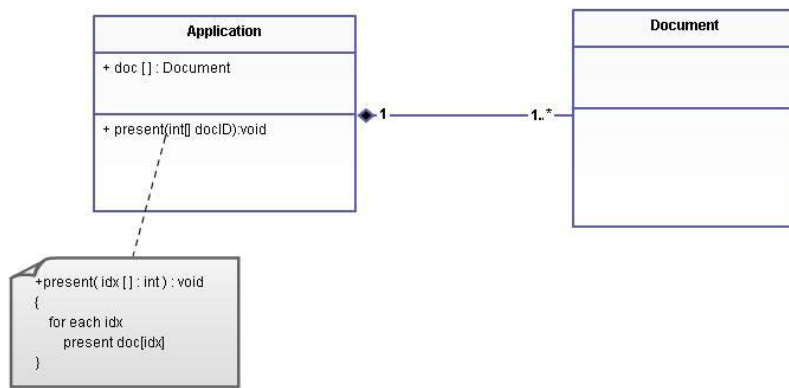 Application
+ doc [ ] : Document
+ present(int[] docID):void
1
1..*
Document
+present( idx [ ] : int ) : void
{
for each idx
present doc[idx]
}